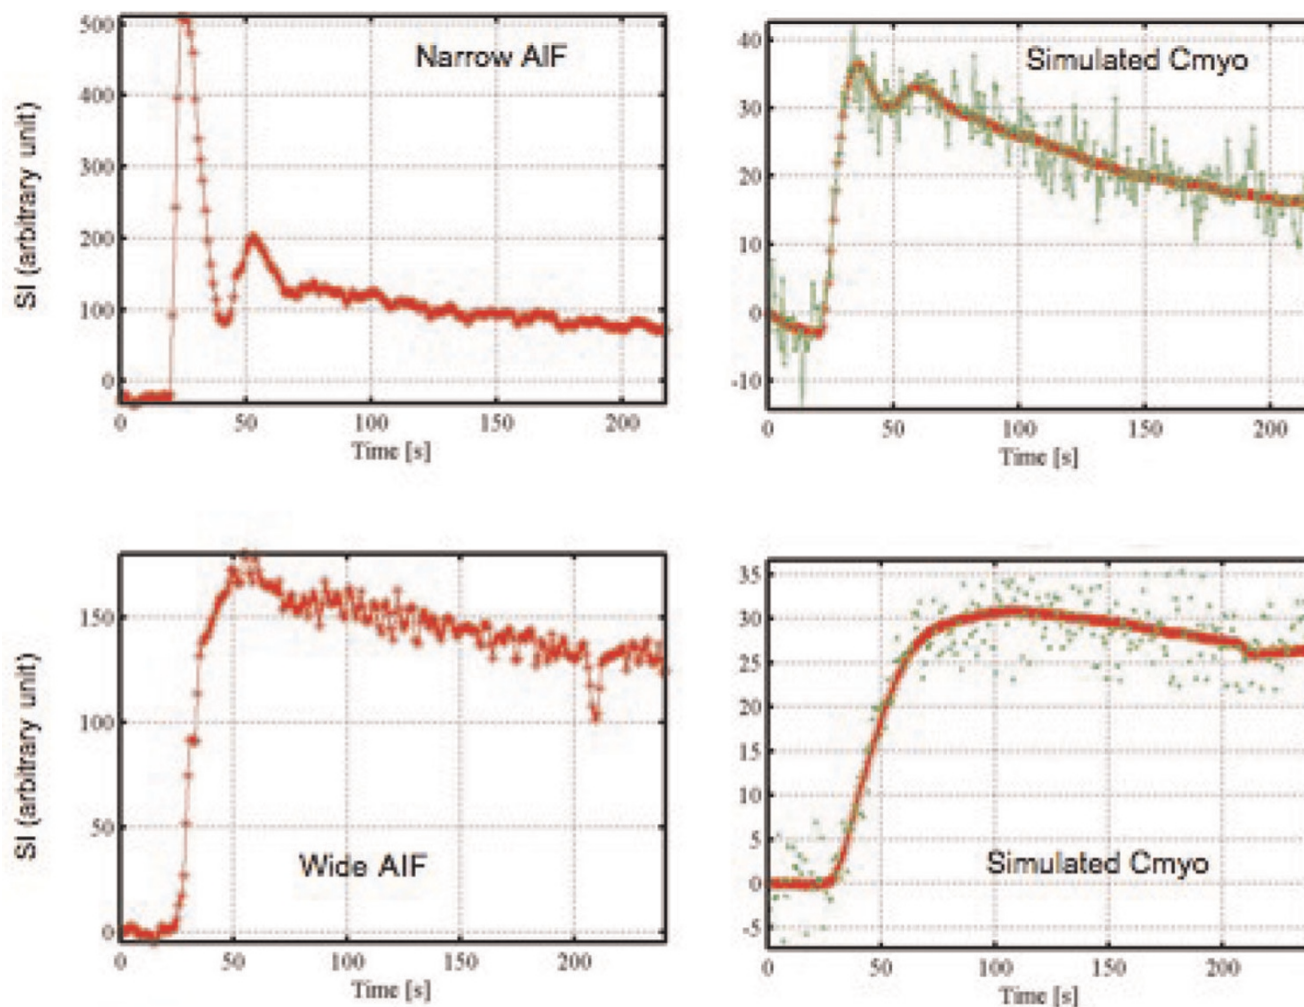 SI (arbitrary unit)
Narrow AIF
500
400
300
200
100
0
0 50 100 150 200
Time [s]
Simulated Cmyo
40
30
20
10
0
-10
0 50 100 150 200
Time [s]
SI (arbitrary unit)
150
100
50
0
Wide AIF
0 50 100 150 200
Time [s]
35
30
25
20
15
10
5
0
-5
Simulated Cmyo
0 50 100 150 200
Time [s]